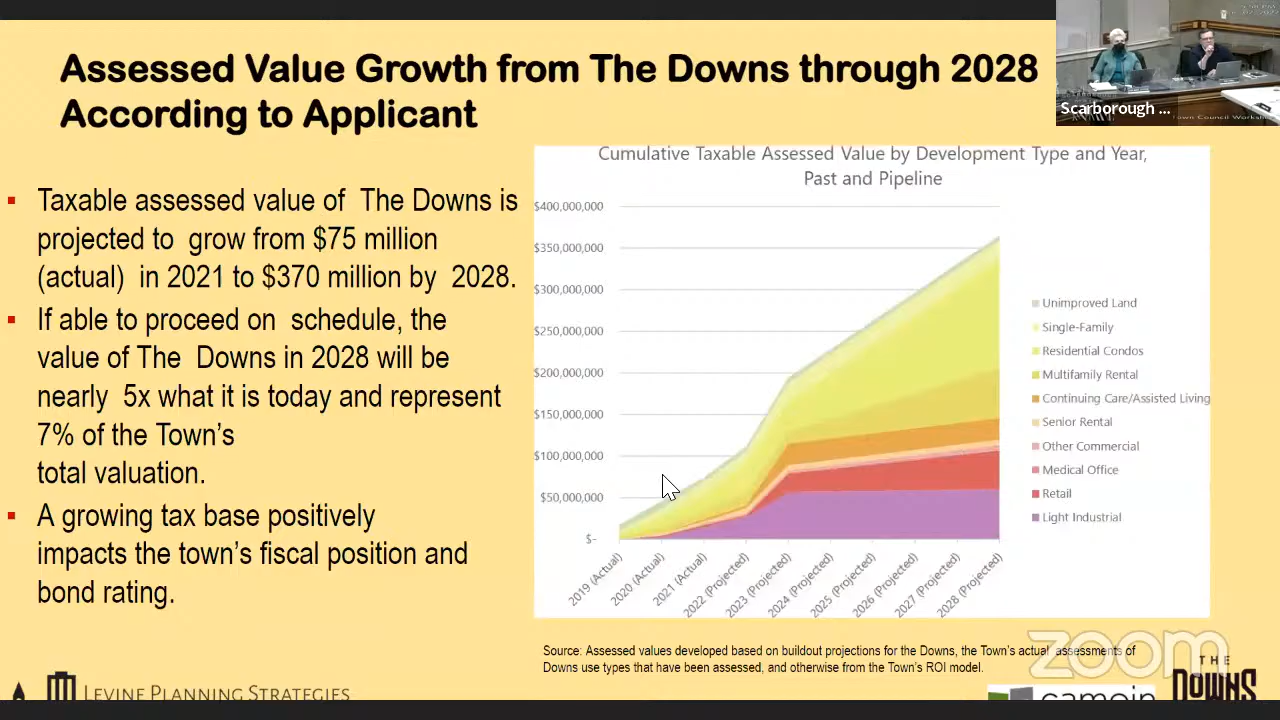 Assessed Value Growth from The Downs through 2028
According to Applicant
Scarborough ...
Town Council Worksh
Cumulative Taxable Assessed Value by Development Type and Year,
Past and Pipeline
▪ Taxable assessed value of The Downs is
projected to grow from $75 million
(actual) in 2021 to $370 million by 2028.
▪ If able to proceed on schedule, the
value of The Downs in 2028 will be
nearly 5x what it is today and represent
7% of the Town's
total valuation.
▪ A growing tax base positively
impacts the town's fiscal position and
bond rating.
$400,000,000
$350,000,000
$300,000,000
$250,000,000
$200,000,000
$150,000,000
$100,000,000
$50,000,000
$-
2019 (Actual)
2020 (Actual)
2021 (Actual)
2022 (Projected)
2023 (Projected)
2024 (Projected)
2025 (Projected)
2026 (Projected)
2027 (Projected)
2028 (Projected)
Unimproved Land
Single-Family
Residential Condos
Multifamily Rental
Continuing Care/Assisted Living
Senior Rental
Other Commercial
Medical Office
Retail
Light Industrial
Source: Assessed values developed based on buildout projections for the Downs, the Town's actual assessments of
Downs use types that have been assessed, and otherwise from the Town's ROI model.
zoom
LEVINE PLANNING STRATEGIES
camoin
THE
DOWNS